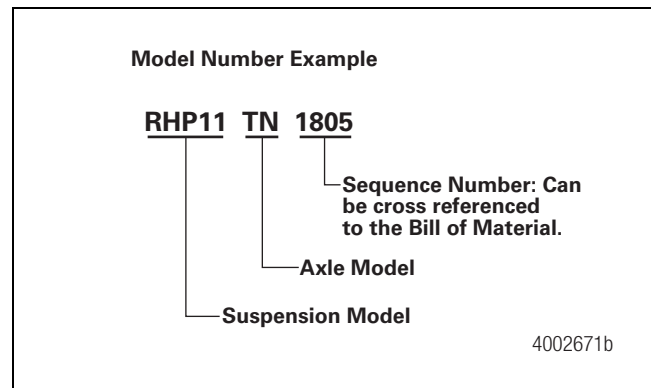 Model Number Example
RHP11 TN 1805
Sequence Number: Can
be cross referenced
to the Bill of Material.
Axle Model
Suspension Model
4002671b